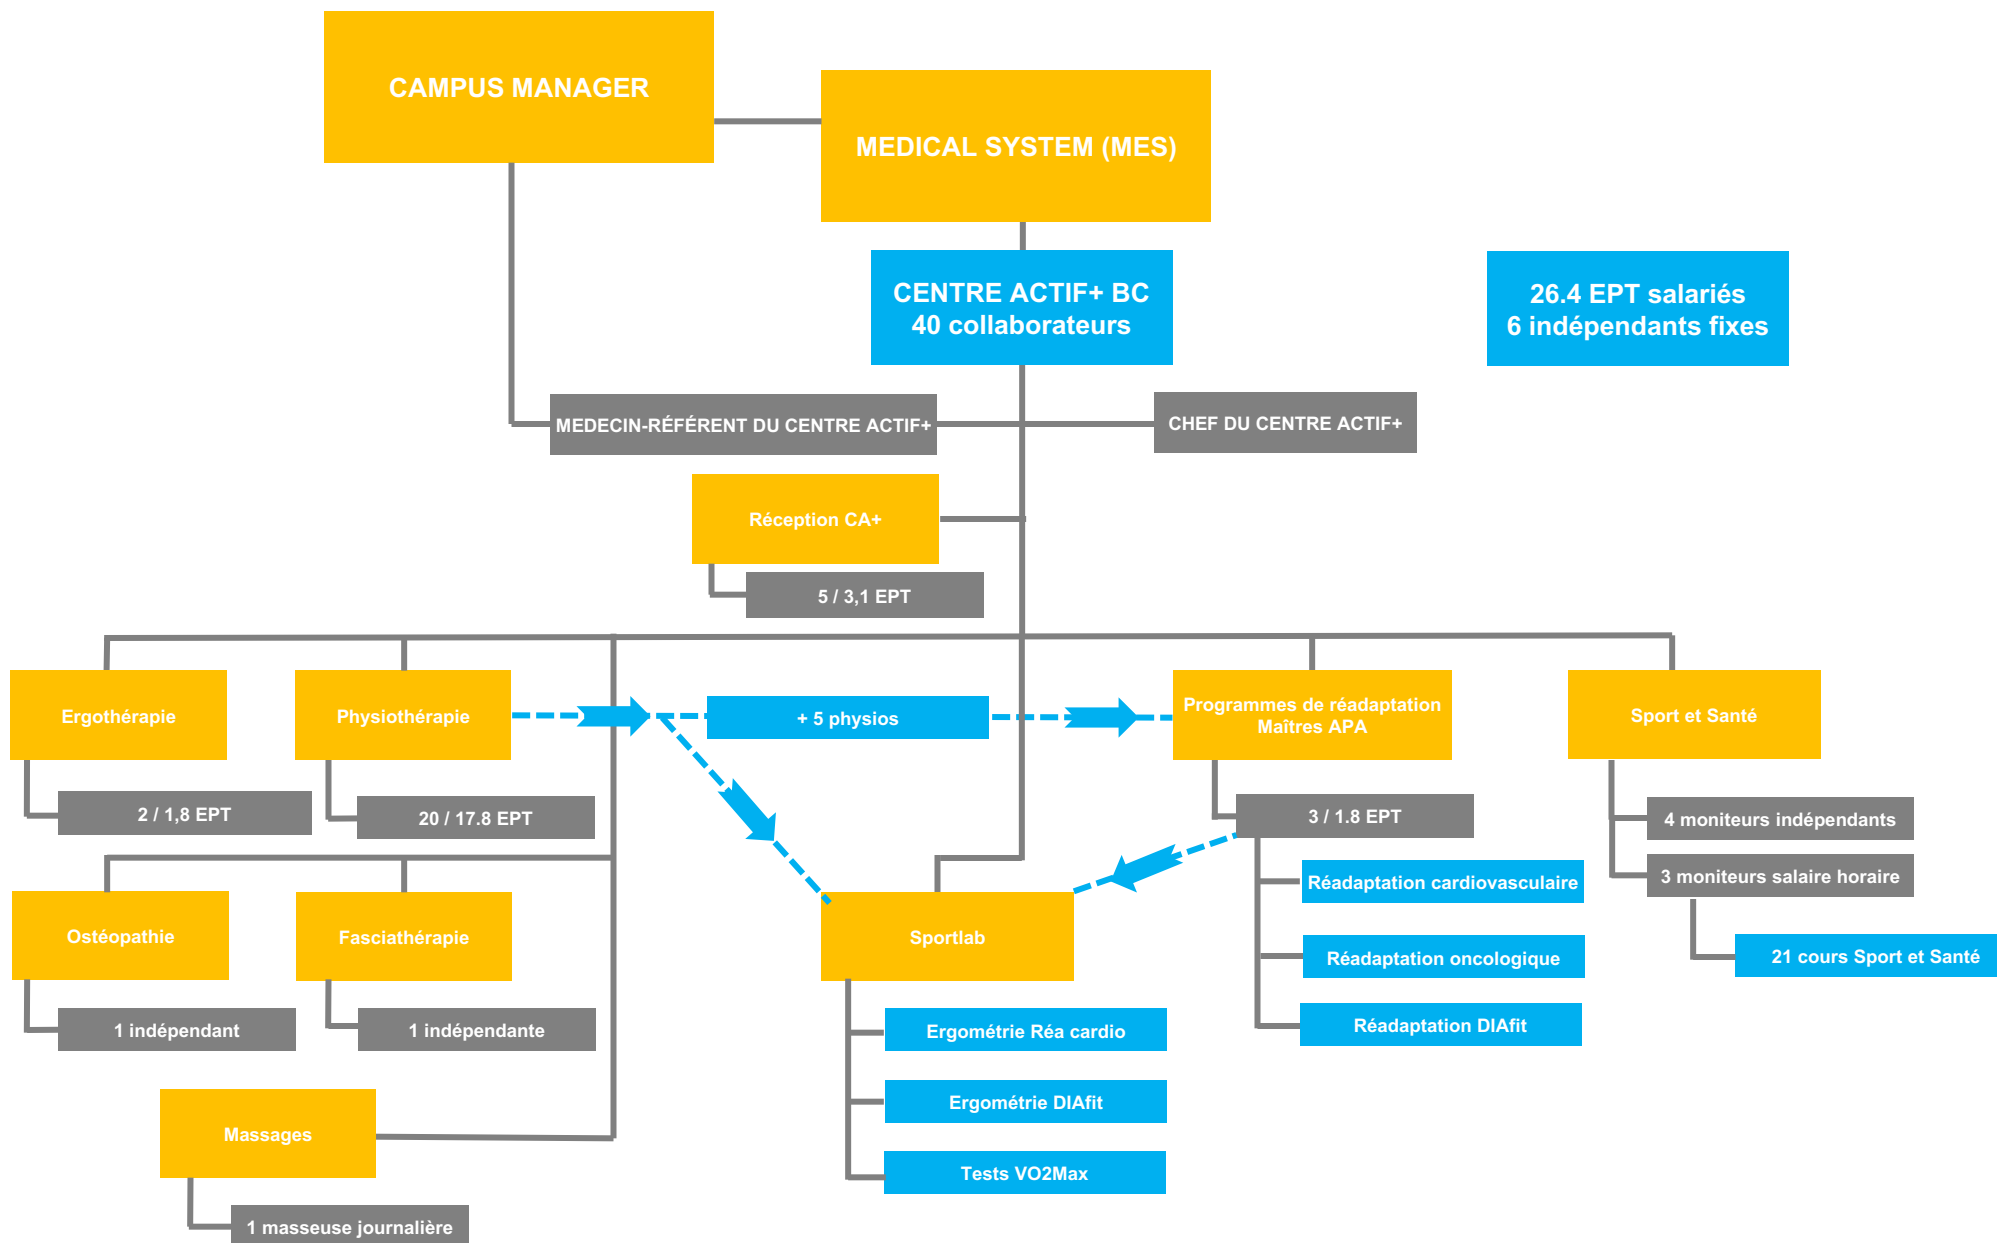 CAMPUS MANAGER
MEDICAL SYSTEM (MES)
CENTRE ACTIF+ BC
40 collaborateurs
26.4 EPT salariés
6 indépendants fixes
MEDECIN-RÉFÉRENT DU CENTRE ACTIF+
CHEF DU CENTRE ACTIF+
Réception CA+
5 / 3,1 EPT
Ergothérapie
Physiothérapie
+ 5 physios
Programmes de réadaptation
Maîtres APA
Sport et Santé
2 / 1,8 EPT
20 / 17.8 EPT
3 / 1.8 EPT
4 moniteurs indépendants
3 moniteurs salaire horaire
21 cours Sport et Santé
Réadaptation cardiovasculaire
Réadaptation oncologique
Réadaptation DIAfit
Ostéopathie
Fasciathérapie
Sportlab
1 indépendant
1 indépendante
Ergométrie Réa cardio
Ergométrie DIAfit
Tests VO2Max
Massages
1 masseuse journalière